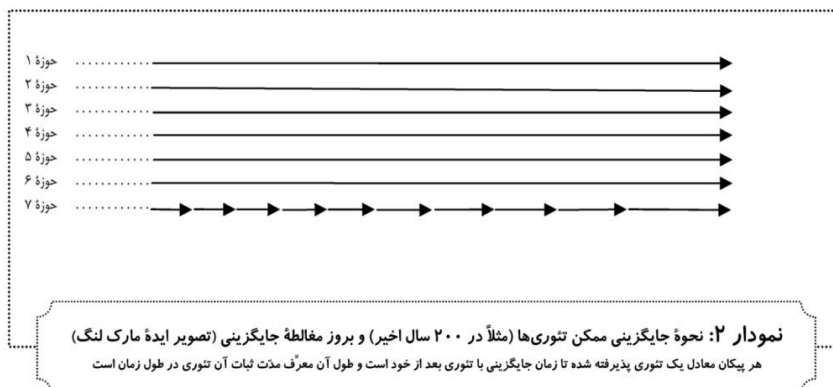 حوزهٔ ۱ ............
حوزهٔ ۲ ............
حوزهٔ ۳ ............
حوزهٔ ۴ ............
حوزهٔ ۵ ............
حوزهٔ ۶ ............
حوزهٔ ۷ ............
نمودار ۲: نحوهٔ جایگزینی ممکن تئوری‌ها (مثلاً در ۲۰۰ سال اخیر) و بروز مغالطهٔ جایگزینی (تصویر ایدهٔ مارک لنگ)
هر پیکان معادل یک تئوری پذیرفته شده تا زمان جایگزینی با تئوری بعد از خود است و طول آن معرِّف مدّت ثبات آن تئوری در طول زمان است